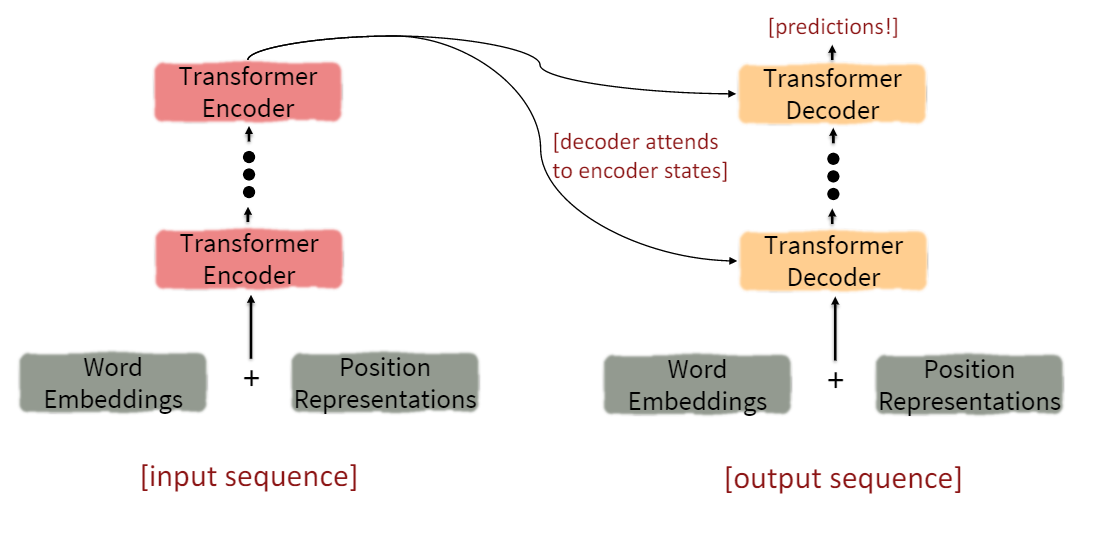 [predictions!]
Transformer
Encoder
Transformer
Decoder
[decoder attends
to encoder states]
Transformer
Encoder
Transformer
Decoder
Word
Embeddings
+
Position
Representations
Word
Embeddings
+
Position
Representations
[input sequence]
[output sequence]